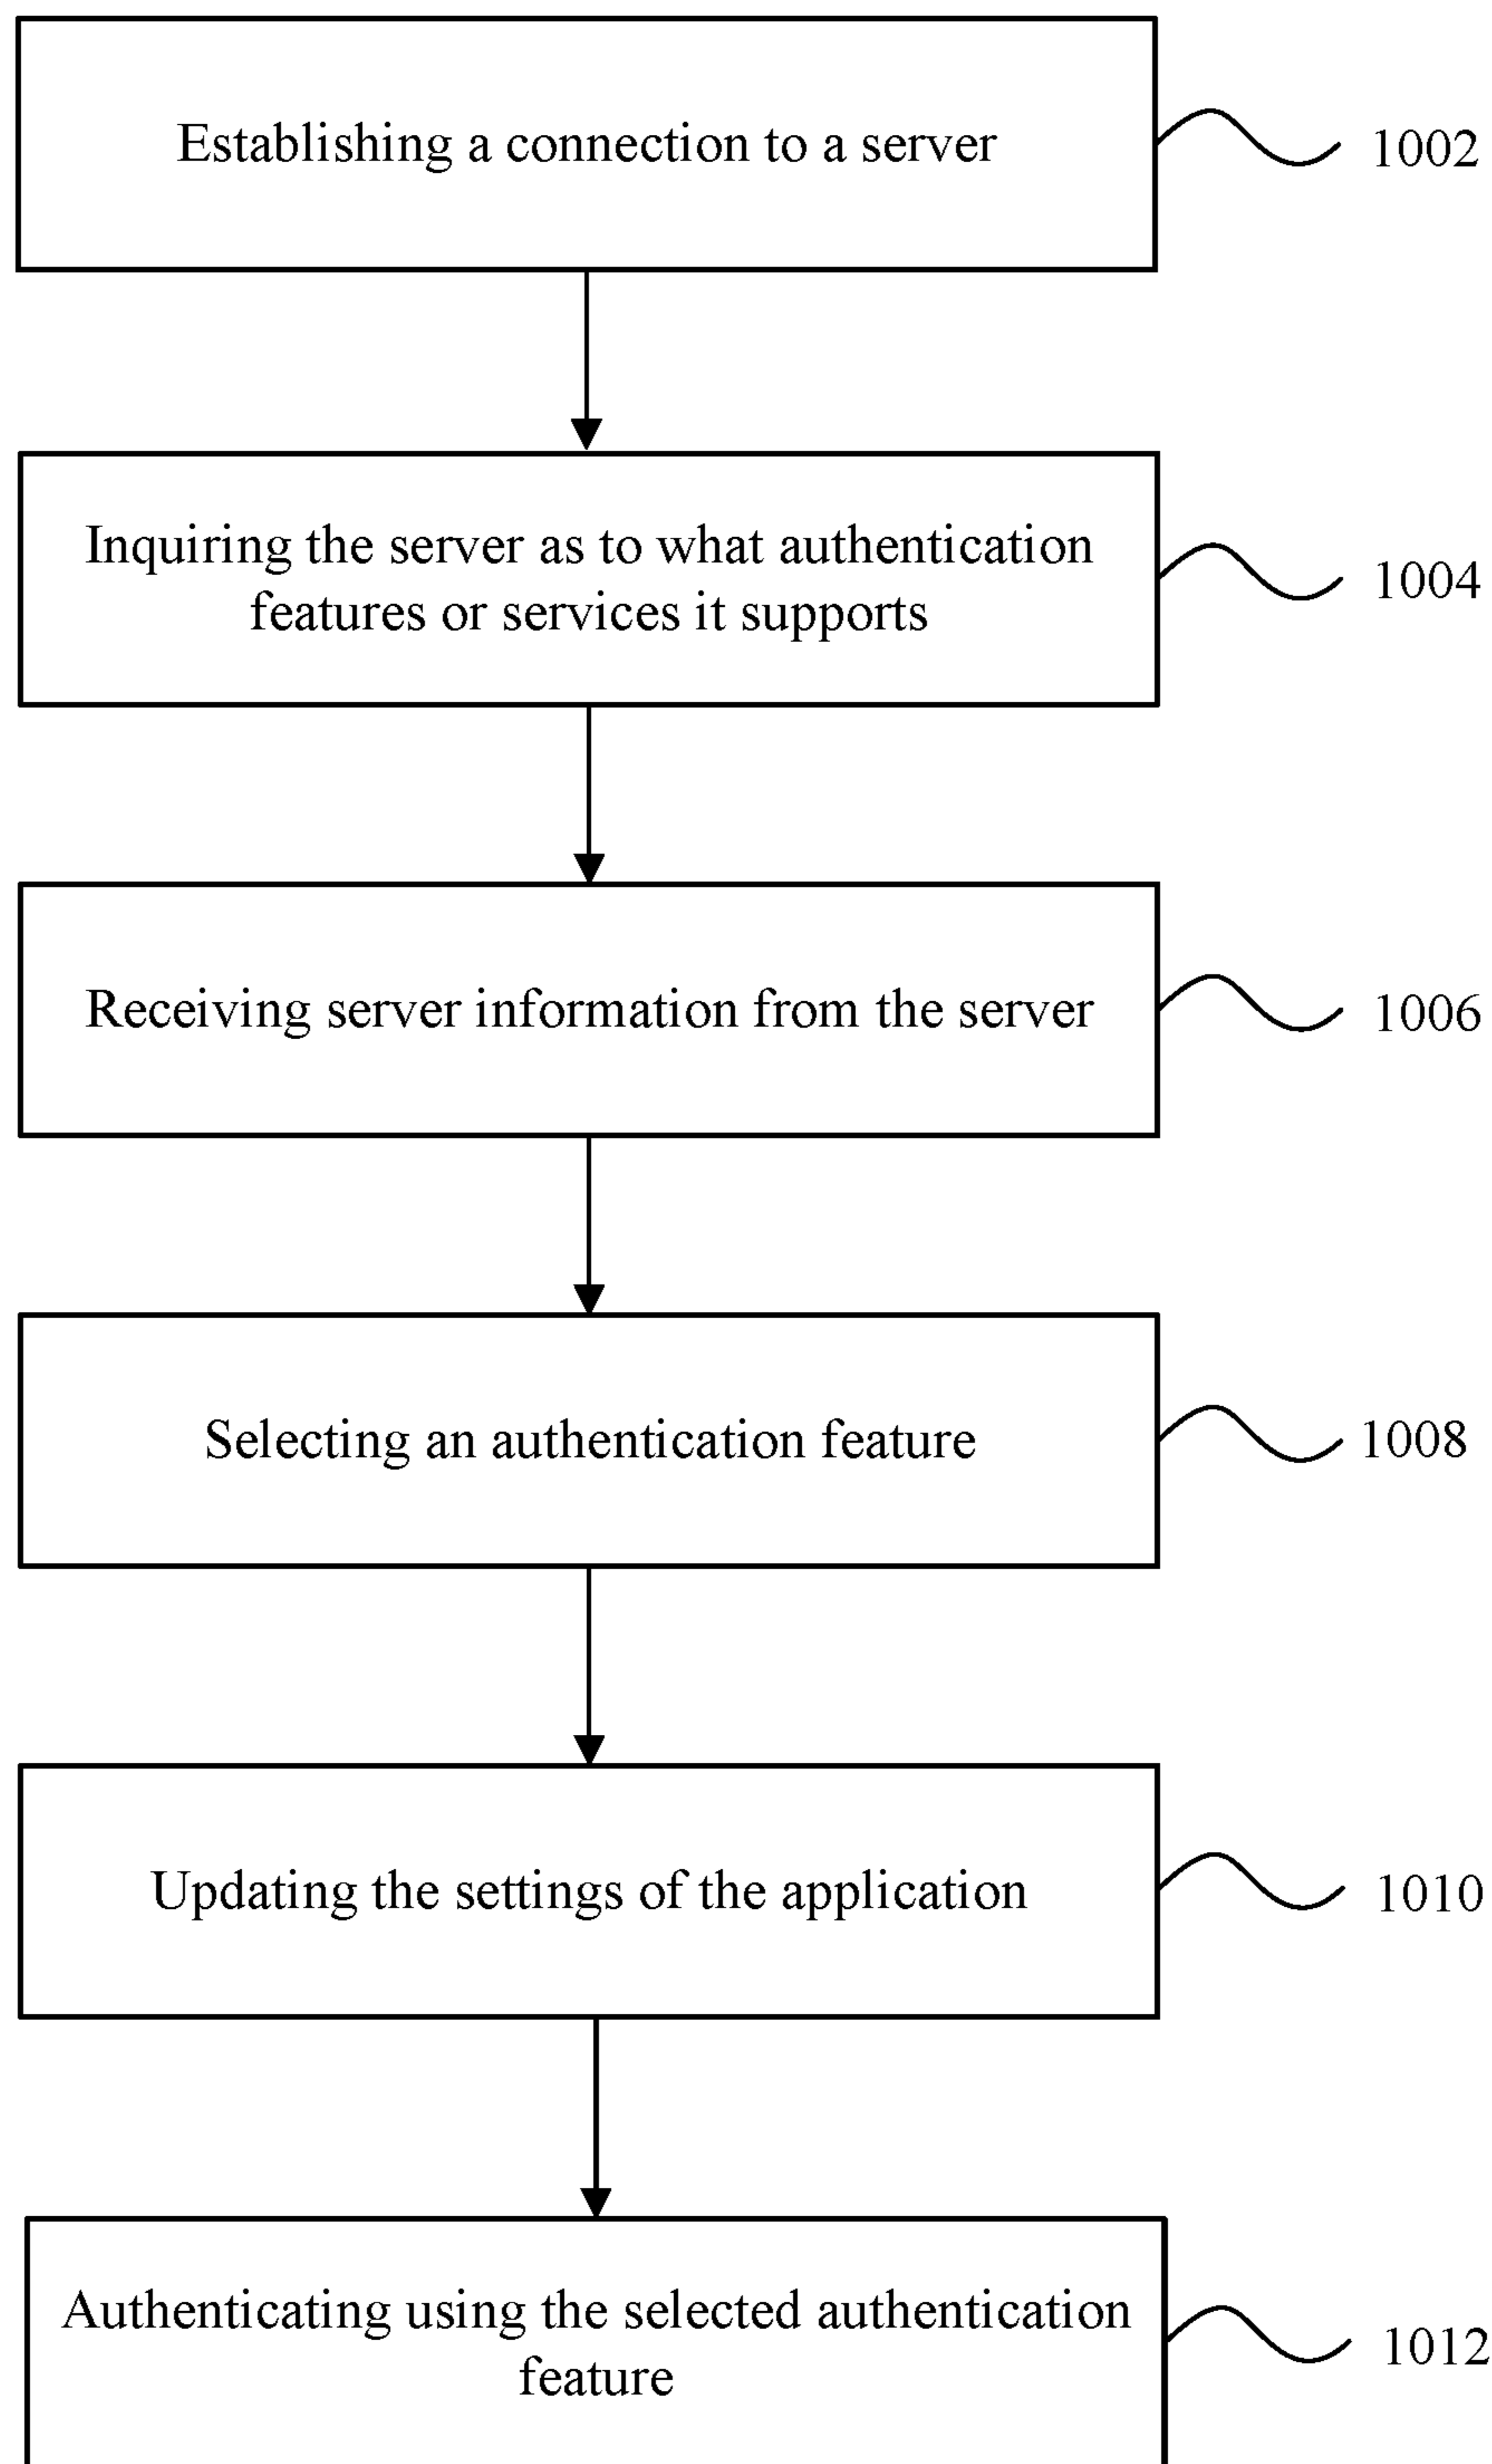 Establishing a connection to a server
1002
Inquiring the server as to what authentication
features or services it supports
1004
Receiving server information from the server
1006
Selecting an authentication feature
1008
Updating the settings of the application
1010
Authenticating using the selected authentication
feature
1012